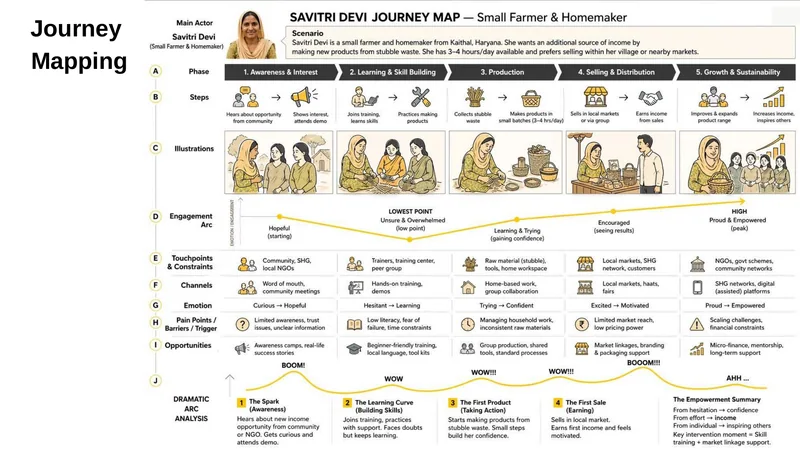 Journey
Mapping
Main Actor
Savitri Devi
(Small Farmer & Homemaker)
SAVITRI DEVI JOURNEY MAP — Small Farmer & Homemaker
Scenario
Savitri Devi is a small farmer and homemaker from Kaithal, Haryana. She wants an additional source of income by
making new products from stubble waste. She has 3–4 hours/day available and prefers selling within her village or nearby markets.
A Phase
1. Awareness & Interest
2. Learning & Skill Building
3. Production
4. Selling & Distribution
5. Growth & Sustainability
B Steps
Hears about opportunity
from community
Shows interest,
attends demo
Joins training,
learns skills
Practices making
products
Collects stubble
waste
Makes products in
small batches (3–4 hrs/day)
Sells in local markets
or via group
Earns income
from sales
Improves & expands
product range
Increases income,
inspires others
C Illustrations
D Engagement
Arc
EMOTION / ENGAGEMENT
Hopeful
(starting)
LOWEST POINT
Unsure & Overwhelmed
(low point)
Learning & Trying
(gaining confidence)
Encouraged
(seeing results)
HIGH
Proud & Empowered
(peak)
E Touchpoints
& Constraints
Community, SHG,
local NGOs
Trainers, training center,
peer group
Raw material (stubble),
tools, home workspace
Local markets, SHG
network, customers
NGOs, govt schemes,
community networks
F Channels
Word of mouth,
community meetings
Hands-on training,
demos
Home-based work,
group collaboration
Local markets, haats,
fairs
SHG networks, digital
(assisted) platforms
G Emotion
Curious → Hopeful
Hesitant → Learning
Trying → Confident
Excited → Motivated
Proud → Empowered
H Pain Points /
Barriers / Trigger
Limited awareness, trust
issues, unclear information
Low literacy, fear of
failure, time constraints
Managing household work,
inconsistent raw materials
₹
Limited market reach,
low pricing power
Scaling challenges,
financial constraints
I Opportunities
Awareness camps, real-life
success stories
Beginner-friendly training,
local language, tool kits
Group production, shared
tools, standard processes
Market linkages, branding
& packaging support
Micro-finance, mentorship,
long-term support
J
DRAMATIC
ARC
ANALYSIS
BOOM!
WOW
WOW!!!
WOW!!!
BOOOM!!!
AHH ...
1 The Spark
(Awareness)
Hears about new income
opportunity from community
or NGO. Gets curious and
attends demo.
2 The Learning Curve
(Building Skills)
Joins training, practices
with support. Faces doubts
but keeps learning.
3 The First Product
(Taking Action)
Starts making products from
stubble waste. Small steps
build her confidence.
4 The First Sale
(Earning)
Sells in local market.
Earns first income and feels
motivated.
The Empowerment Summary
From hesitation → confidence
From effort → income
From individual → inspiring others
Key intervention moment = Skill
training + market linkage support.